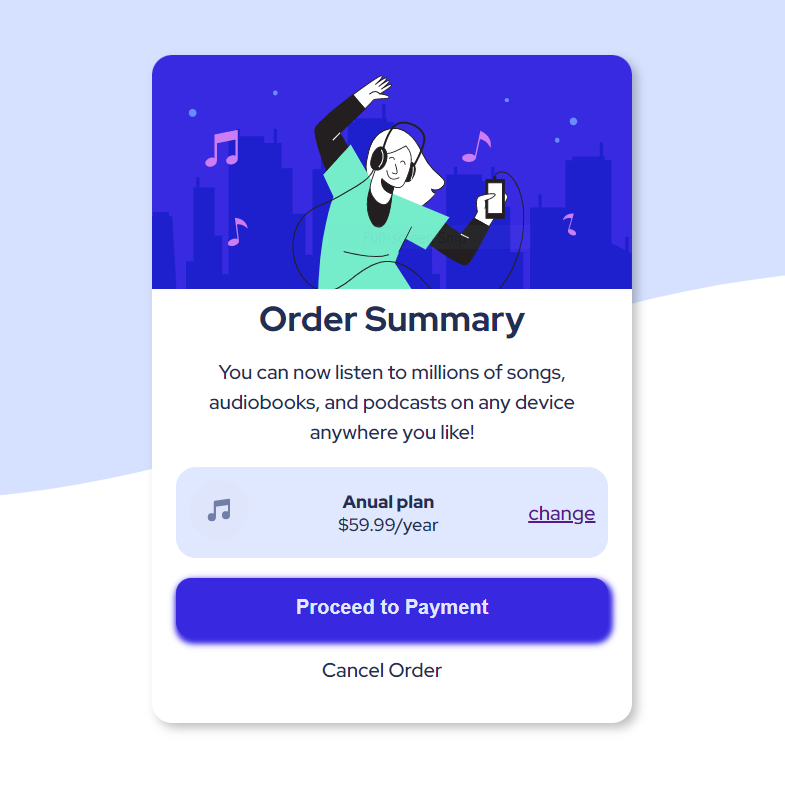 Order Summary
You can now listen to millions of songs,
audiobooks, and podcasts on any device
anywhere you like!
Anual plan
$59.99/year
change
Proceed to Payment
Cancel Order